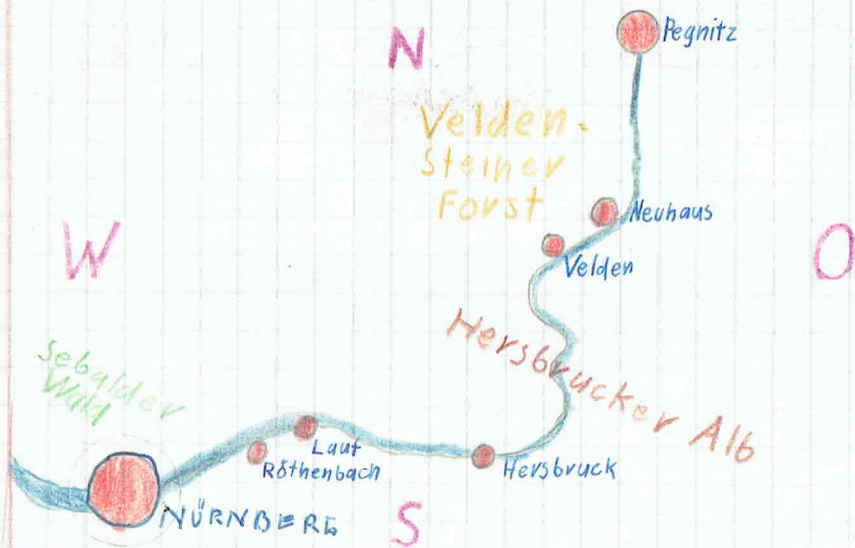 N
Pegnitz
Velden-
Steiner
Forst
Neuhaus
W
O
Velden
Hersbrucker Alb
Sebalder
Wald
Lauf
Röthenbach
Hersbruck
NÜRNBERG
S